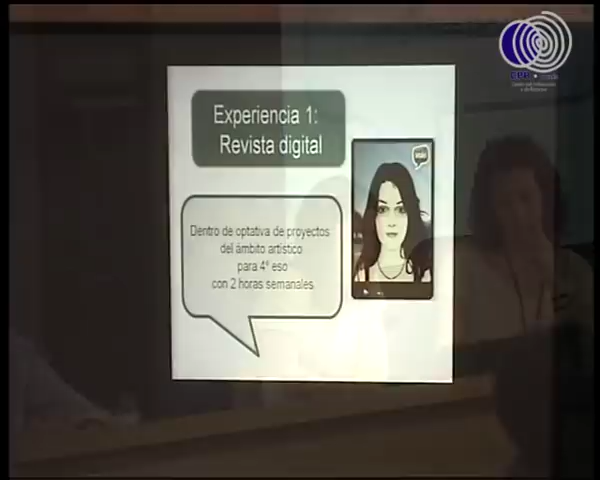 Experiencia 1:
Revista digital
Dentro de optativa de proyectos
del ámbito artístico
para 4º eso
con 2 horas semanales
CPR